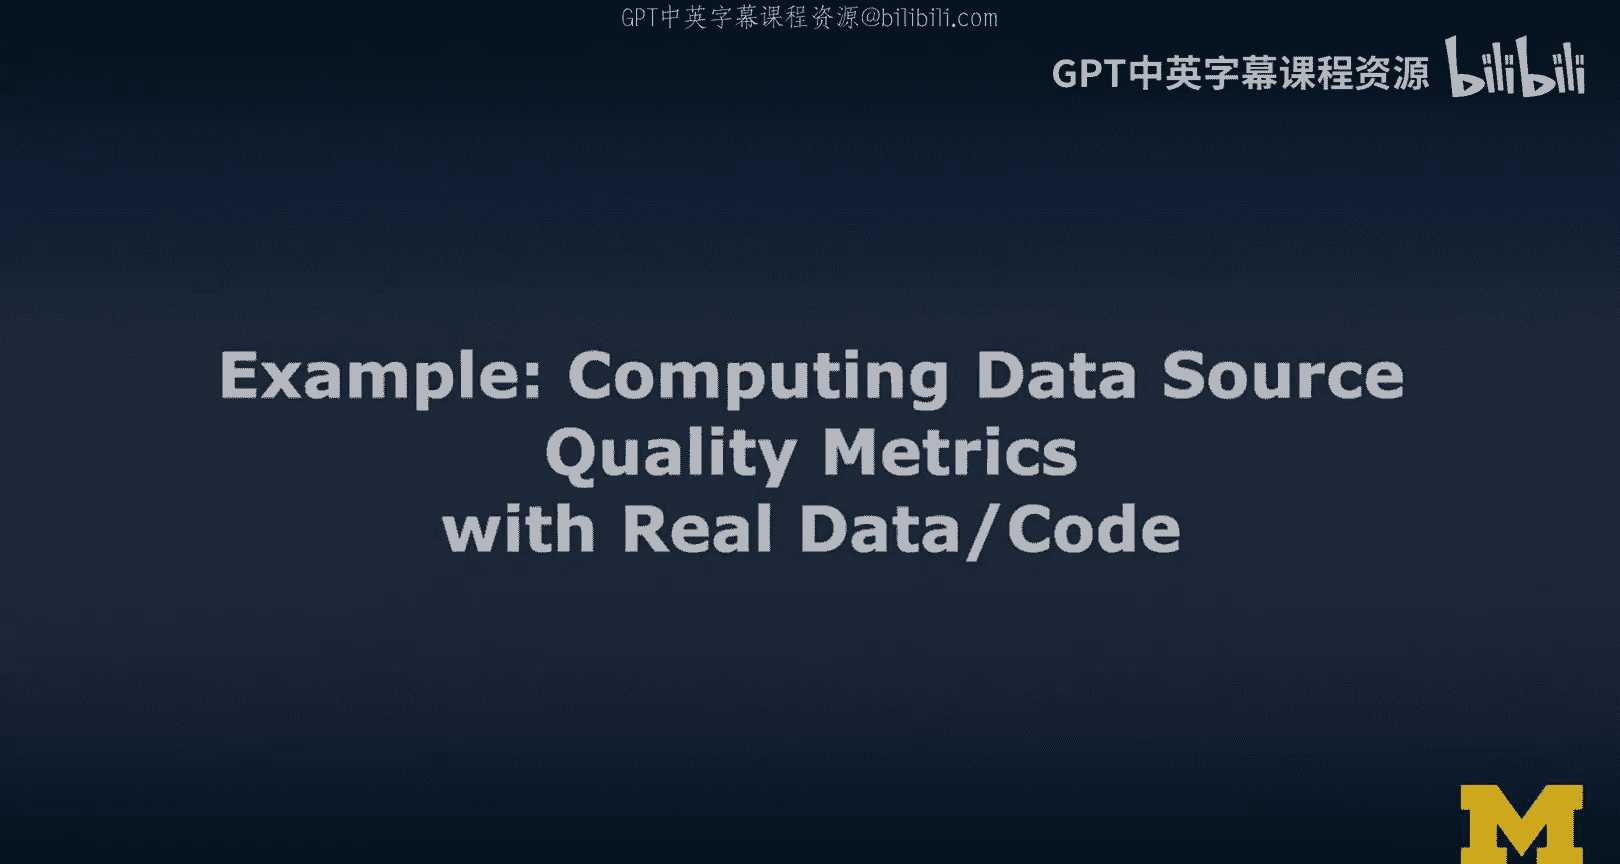 GPT中英字幕课程资源@bilibili.com
GPT中英字幕课程资源 bilibili
Example: Computing Data Source
Quality Metrics
with Real Data/Code
M